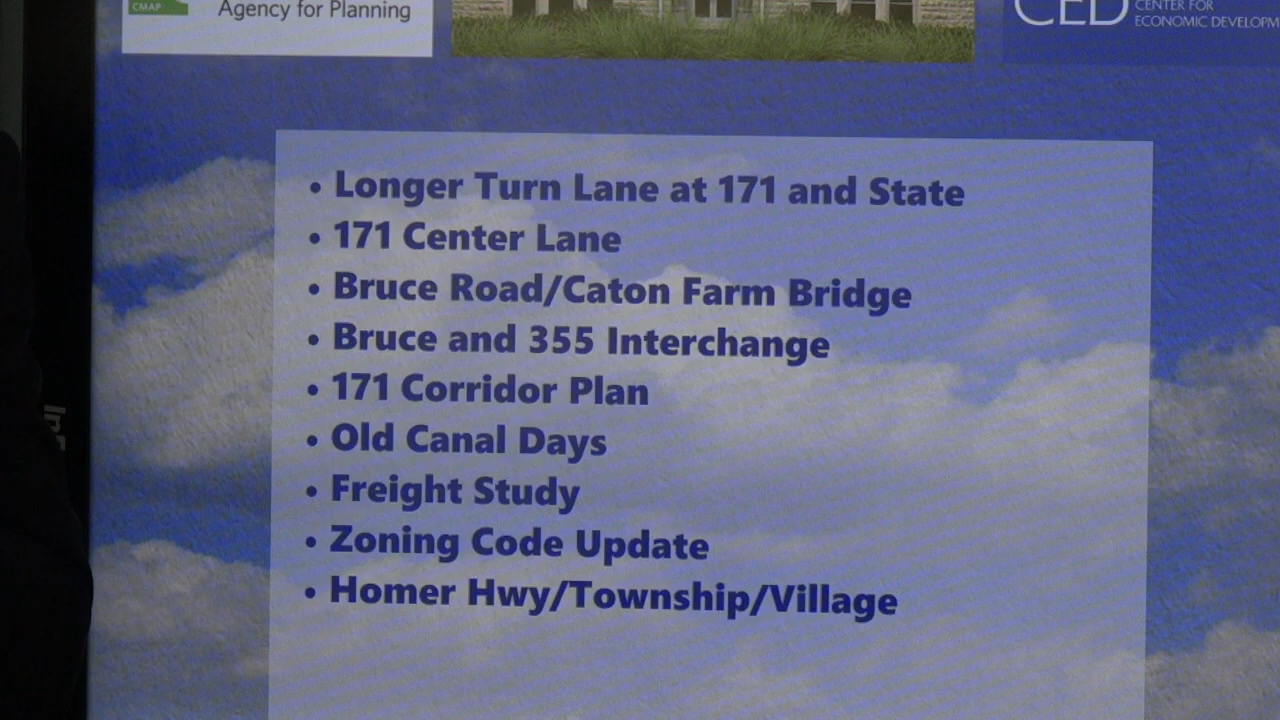 CMAP
Agency for Planning
CED
CENTER FOR
ECONOMIC DEVELOPM
• Longer Turn Lane at 171 and State
• 171 Center Lane
• Bruce Road/Caton Farm Bridge
• Bruce and 355 Interchange
• 171 Corridor Plan
• Old Canal Days
• Freight Study
• Zoning Code Update
• Homer Hwy/Township/Village